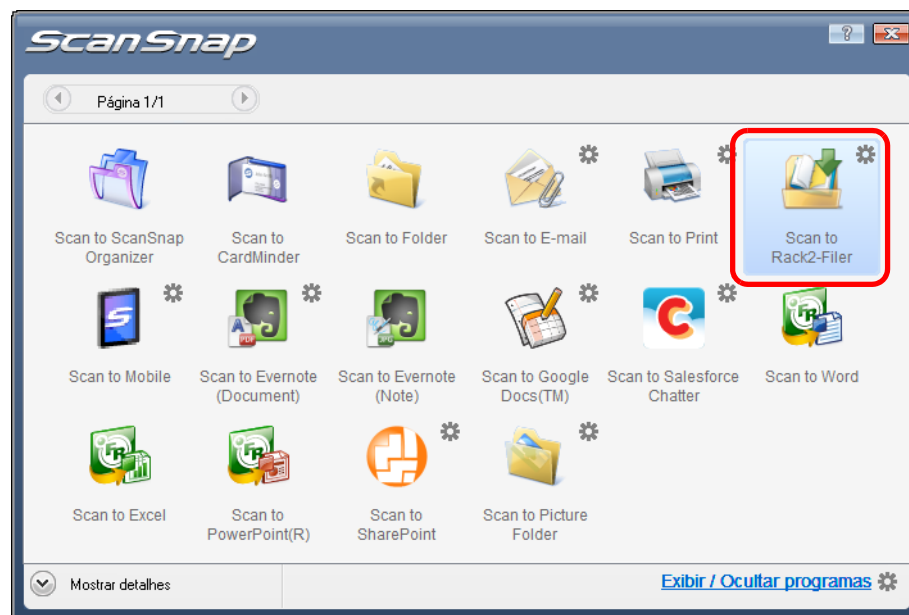 ScanSnap
Página 1/1
Scan to ScanSnap
Organizer
Scan to
CardMinder
Scan to Folder
Scan to E-mail
Scan to Print
Scan to
Rack2-Filer
Scan to Mobile
Scan to Evernote
(Document)
Scan to Evernote
(Note)
Scan to Google
Docs(TM)
Scan to Salesforce
Chatter
Scan to Word
Scan to Excel
Scan to
PowerPoint(R)
Scan to
SharePoint
Scan to Picture
Folder
Mostrar detalhes
Exibir / Ocultar programas